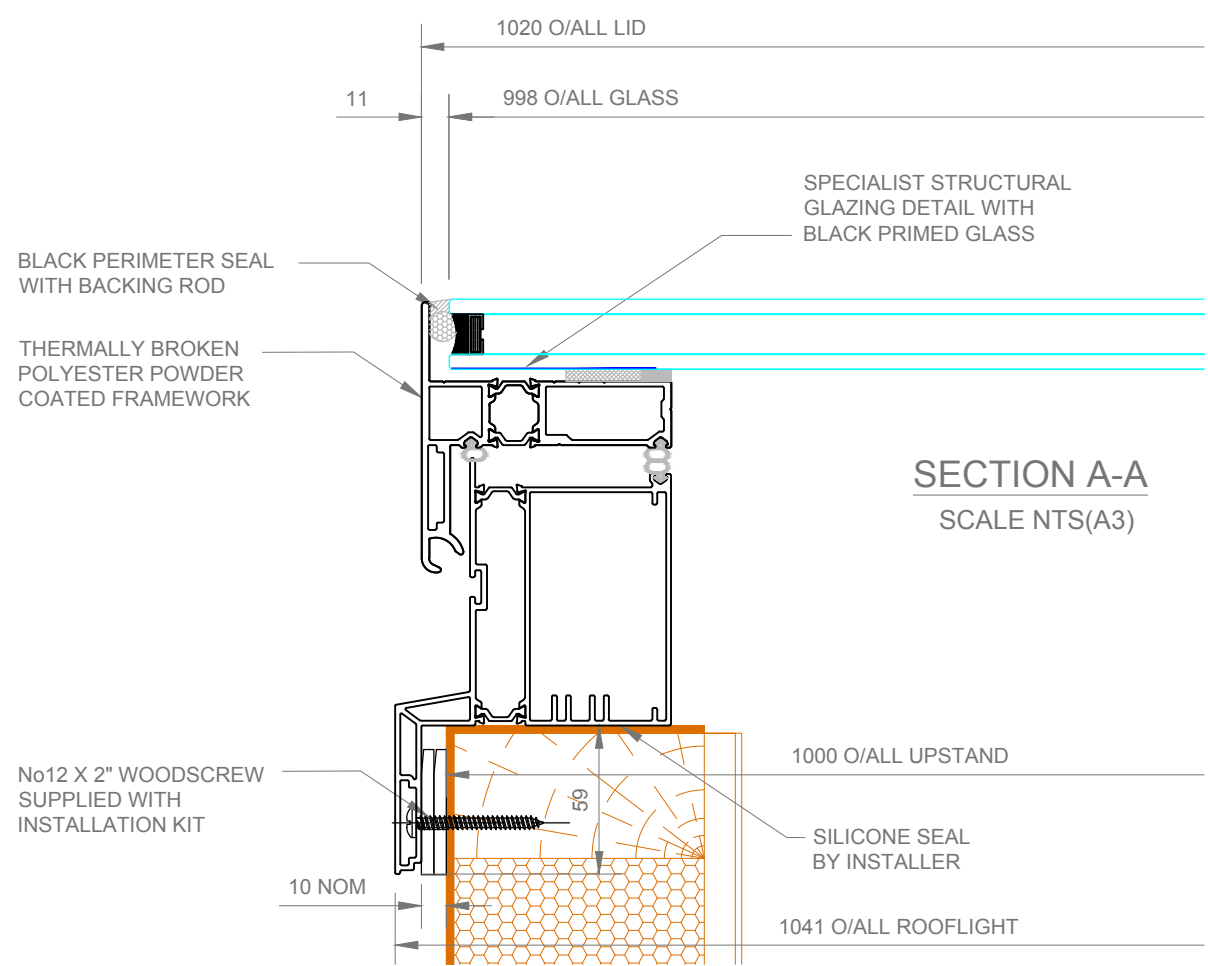 1020 O/ALL LID
11
998 O/ALL GLASS
SPECIALIST STRUCTURAL
GLAZING DETAIL WITH
BLACK PRIMED GLASS
BLACK PERIMETER SEAL
WITH BACKING ROD
THERMALLY BROKEN
POLYESTER POWDER
COATED FRAMEWORK
SECTION A-A
SCALE NTS(A3)
No12 X 2" WOODSCREW
SUPPLIED WITH
INSTALLATION KIT
1000 O/ALL UPSTAND
59
SILICONE SEAL
BY INSTALLER
10 NOM
1041 O/ALL ROOFLIGHT